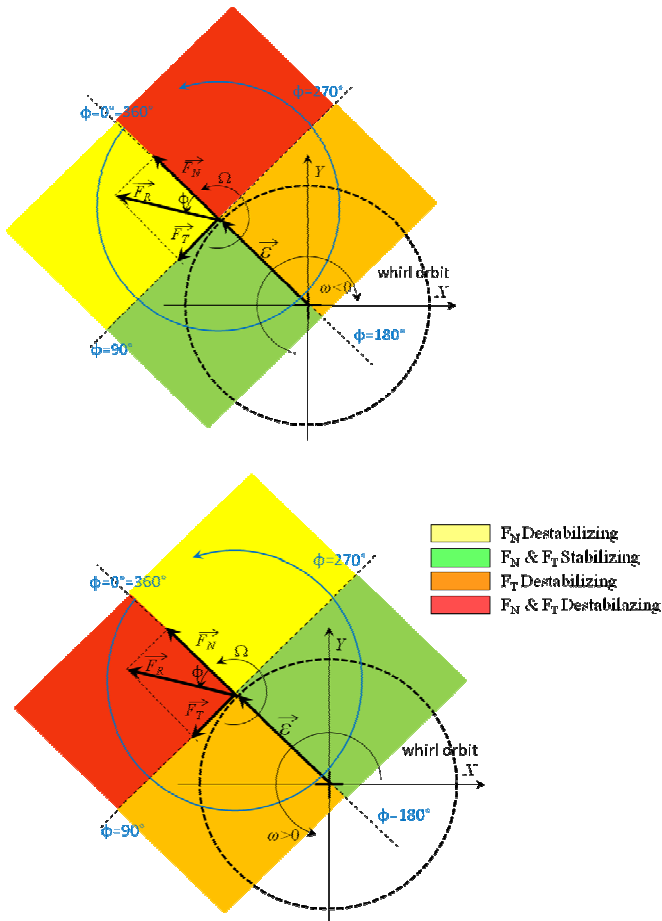 ϕ=270°
ϕ=0°=360°
F_N
Ω
F_R
ϕ
Y
F_T
ε
whirl orbit
ω<0
X
ϕ=180°
ϕ=90°
F_N Destabilizing
F_N & F_T Stabilizing
F_T Destabilizing
F_N & F_T Destabilazing
ϕ=270°
ϕ=0°=360°
F_N
Ω
Y
F_R
ϕ
F_T
ε
whirl orbit
X
ϕ=180°
ϕ=90°
ω>0